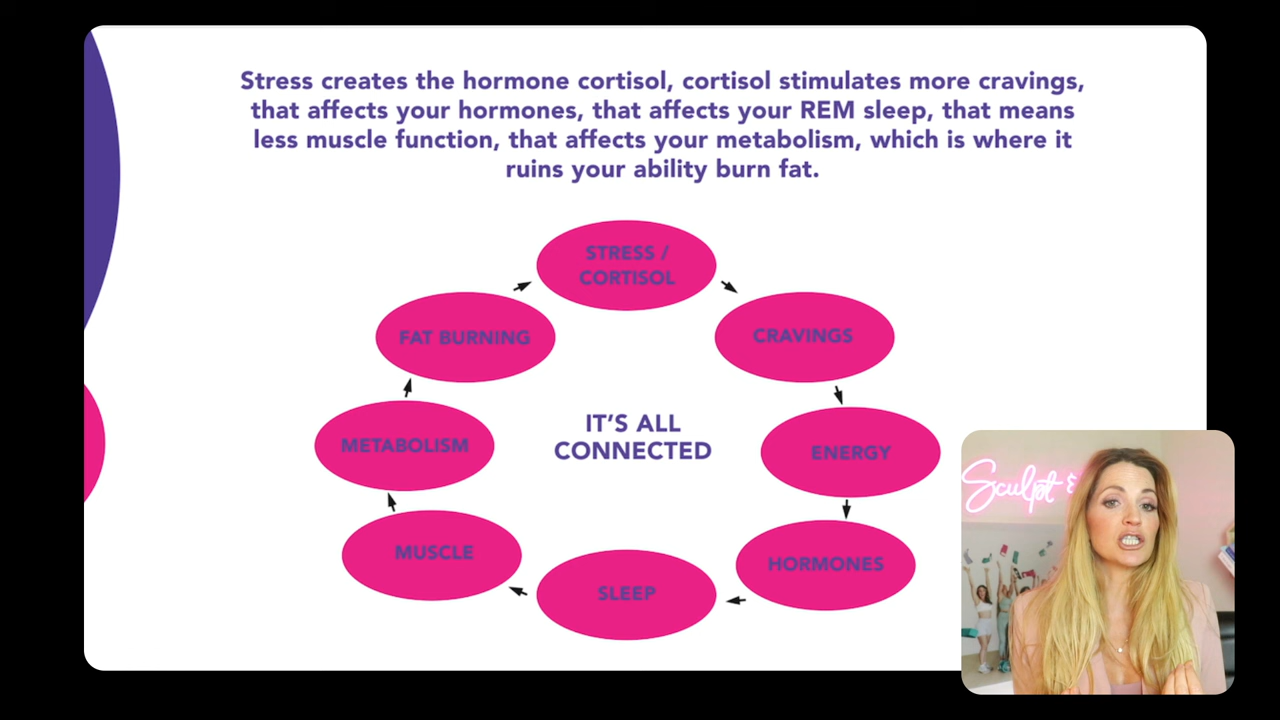 Stress creates the hormone cortisol, cortisol stimulates more cravings,
that affects your hormones, that affects your REM sleep, that means
less muscle function, that affects your metabolism, which is where it
ruins your ability burn fat.
STRESS /
CORTISOL
FAT BURNING
CRAVINGS
METABOLISM
IT'S ALL
CONNECTED
ENERGY
MUSCLE
HORMONES
SLEEP
Sculpt &